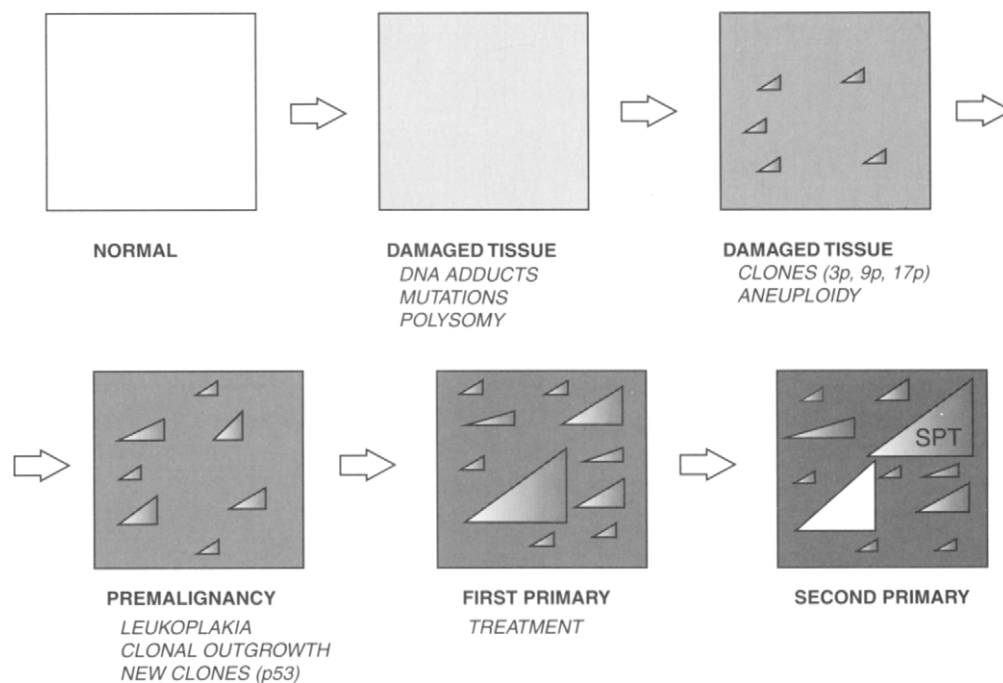 NORMAL
DAMAGED TISSUE
DNA ADDUCTS
MUTATIONS
POLYSOMY
DAMAGED TISSUE
CLONES (3p, 9p, 17p)
ANEUPLOIDY
PREMALIGNANCY
LEUKOPLAKIA
CLONAL OUTGROWTH
NEW CLONES (p53)
FIRST PRIMARY
TREATMENT
SPT
SECOND PRIMARY